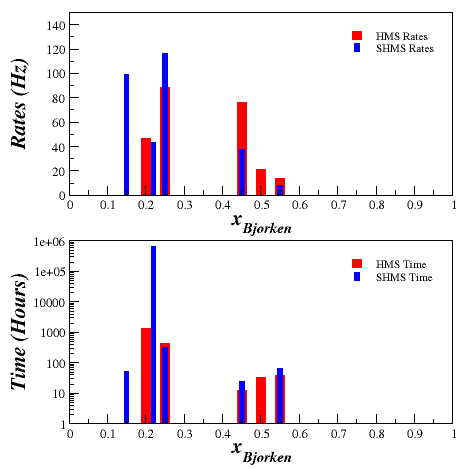 140
120
100
80
60
40
20
0
Rates (Hz)
HMS Rates
SHMS Rates
0 0.1 0.2 0.3 0.4 0.5 0.6 0.7 0.8 0.9 1
x Bjorken
1e+06
1e+05
10000
1000
100
10
1
Time (Hours)
HMS Time
SHMS Time
0 0.1 0.2 0.3 0.4 0.5 0.6 0.7 0.8 0.9 1
x Bjorken